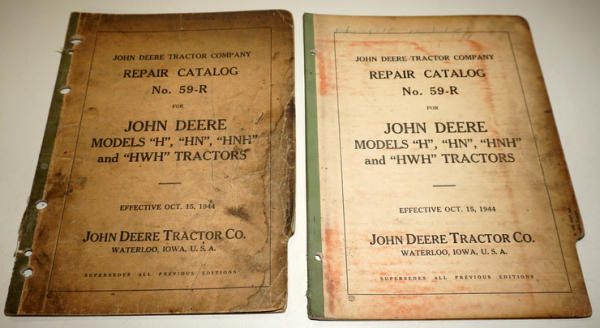 JOHN DEERE TRACTOR COMPANY
REPAIR CATALOG
No. 59-R
FOR
JOHN DEERE
MODELS “H”, “HN”, “HNH”
and “HWH” TRACTORS
EFFECTIVE OCT. 15, 1944
JOHN DEERE TRACTOR CO.
WATERLOO, IOWA, U. S. A.
SUPERSEDES ALL PREVIOUS EDITIONS
JOHN DEERE TRACTOR COMPANY
REPAIR CATALOG
No. 59-R
FOR
JOHN DEERE
MODELS “H”, “HN”, “HNH”
and “HWH” TRACTORS
EFFECTIVE OCT. 15, 1944
JOHN DEERE TRACTOR CO.
WATERLOO, IOWA, U. S. A.
SUPERSEDES ALL PREVIOUS EDITIONS